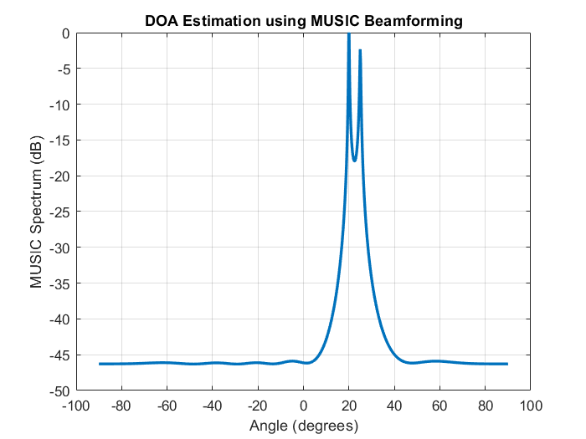 DOA Estimation using MUSIC Beamforming
0
-5
-10
-15
-20
-25
-30
-35
-40
-45
-50
MUSIC Spectrum (dB)
-100 -80 -60 -40 -20 0 20 40 60 80 100
Angle (degrees)